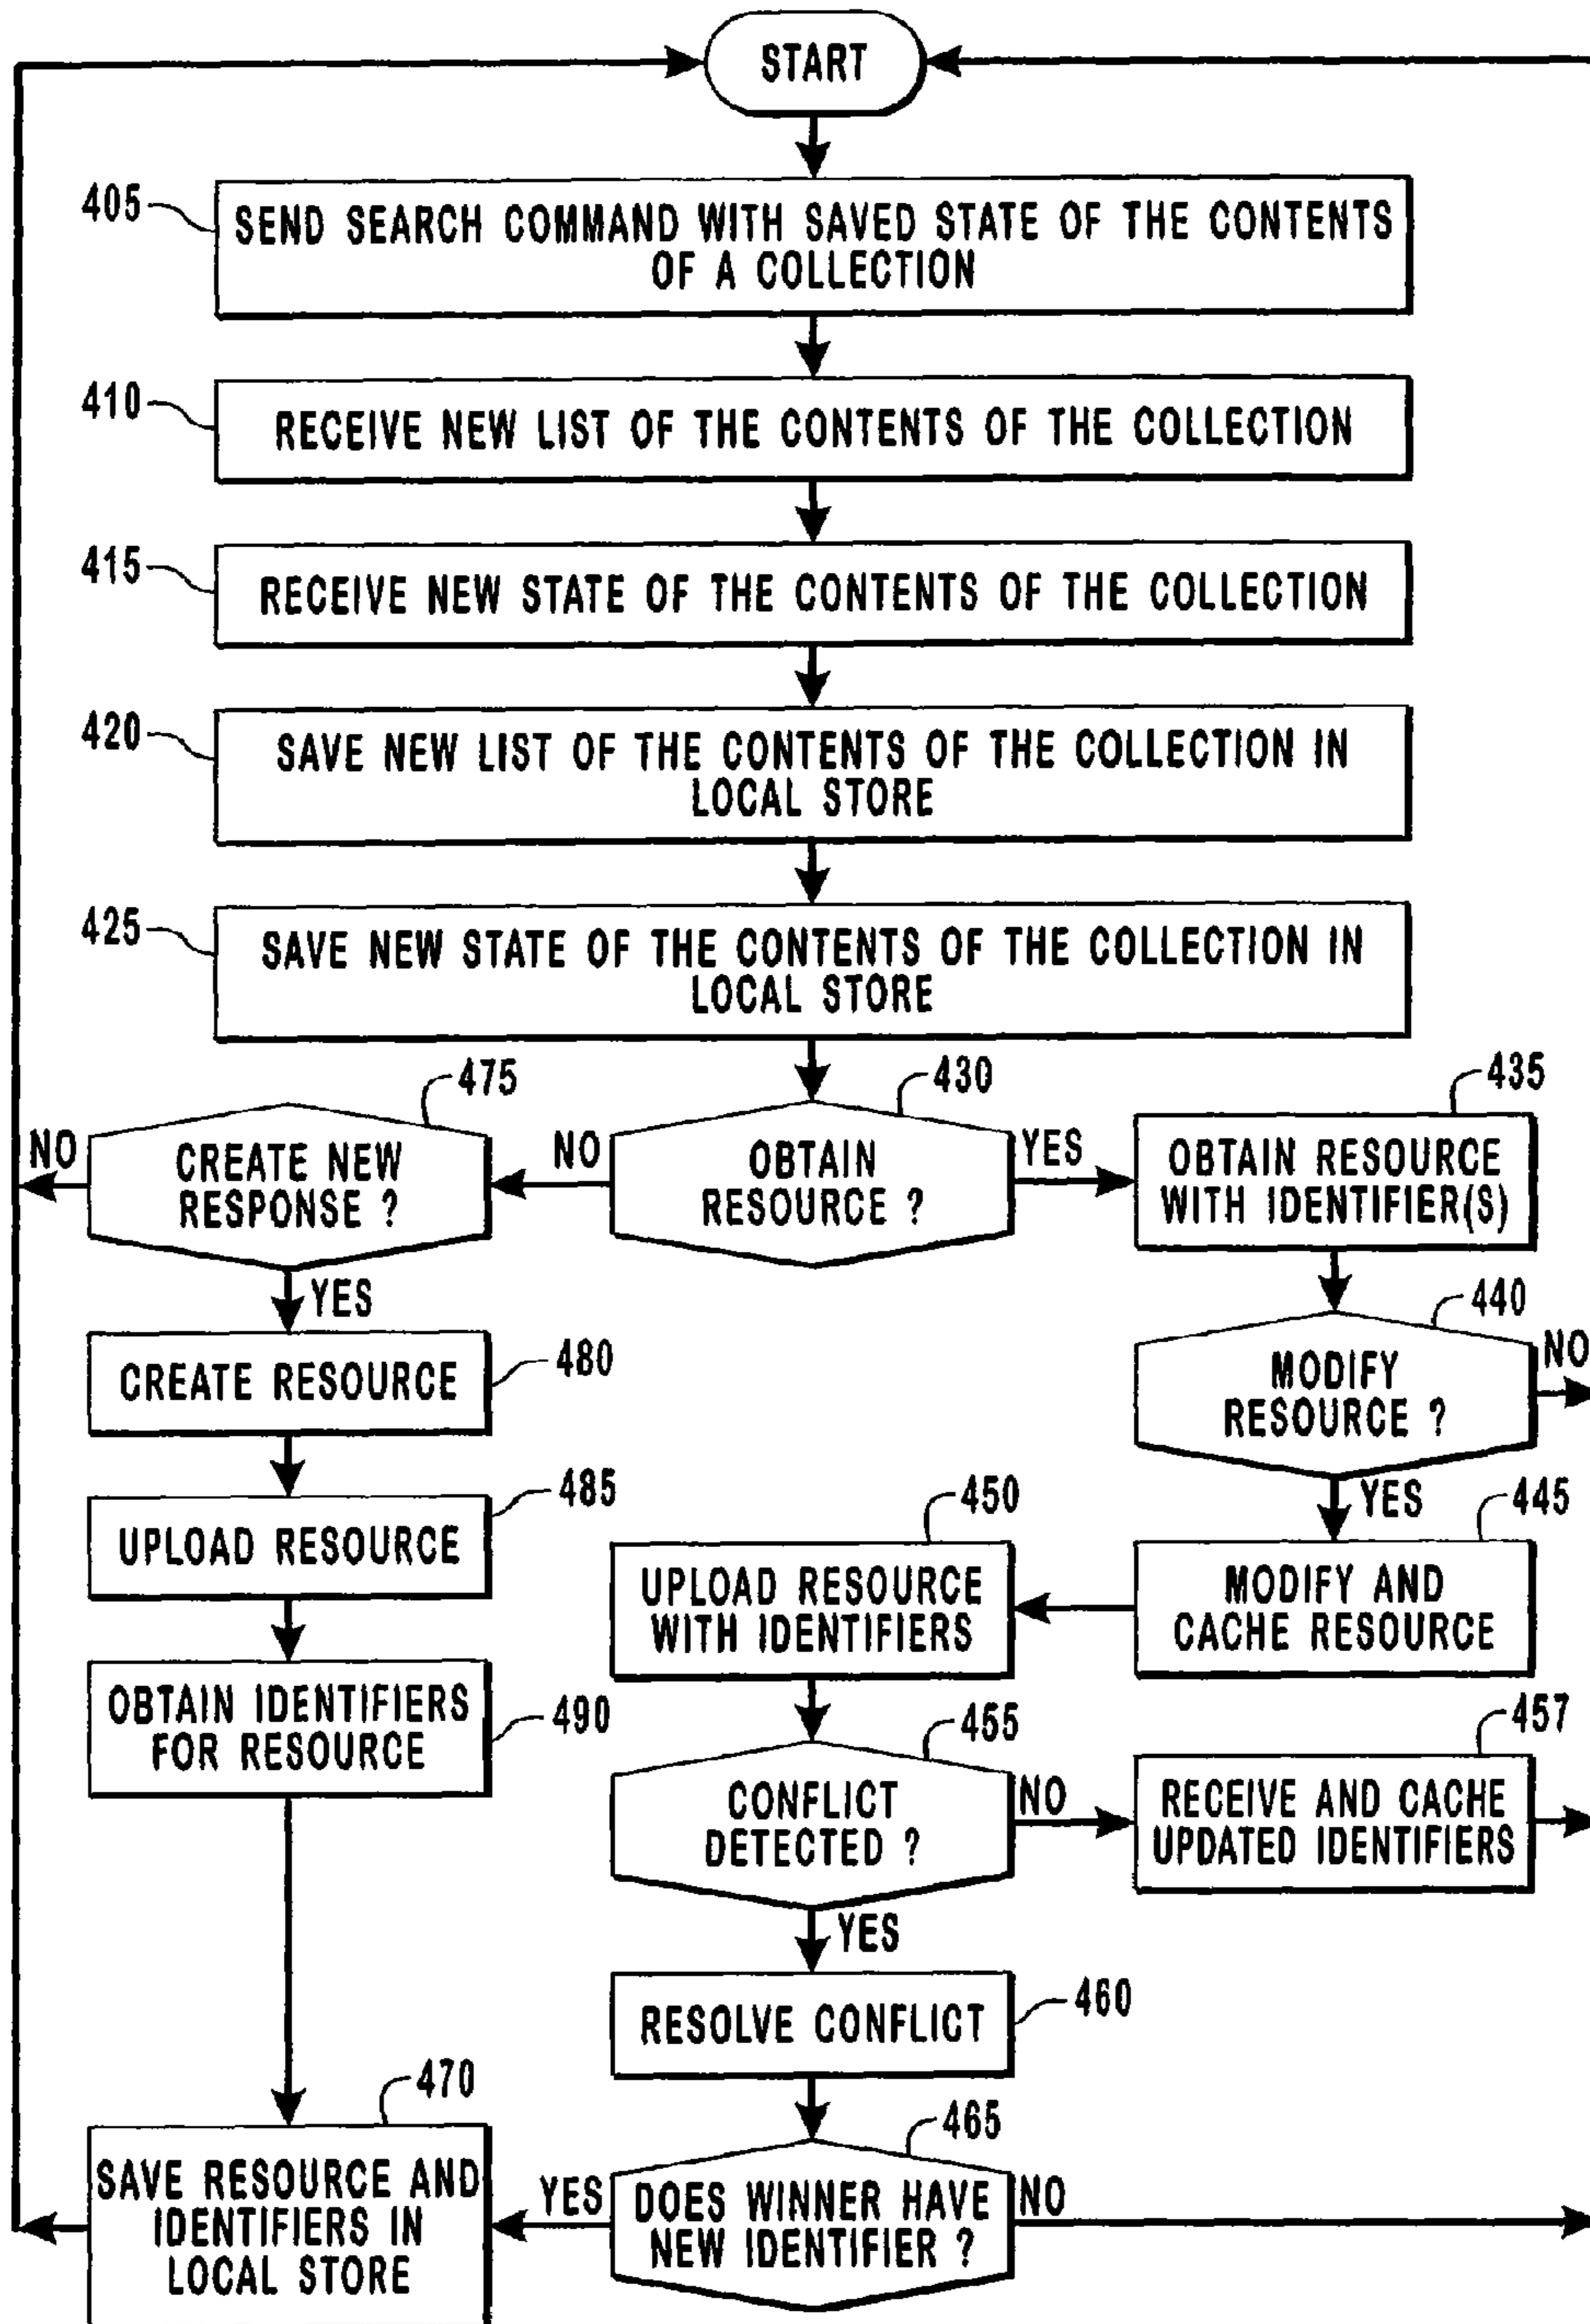 START
405
SEND SEARCH COMMAND WITH SAVED STATE OF THE CONTENTS
OF A COLLECTION
410
RECEIVE NEW LIST OF THE CONTENTS OF THE COLLECTION
415
RECEIVE NEW STATE OF THE CONTENTS OF THE COLLECTION
420
SAVE NEW LIST OF THE CONTENTS OF THE COLLECTION IN
LOCAL STORE
425
SAVE NEW STATE OF THE CONTENTS OF THE COLLECTION IN
LOCAL STORE
475
430
435
NO
CREATE NEW
RESPONSE ?
NO
OBTAIN
RESOURCE ?
YES
OBTAIN RESOURCE
WITH IDENTIFIER(S)
YES
440
CREATE RESOURCE
480
MODIFY
RESOURCE ?
NO
485
UPLOAD RESOURCE
450
YES
445
UPLOAD RESOURCE
WITH IDENTIFIERS
MODIFY AND
CACHE RESOURCE
OBTAIN IDENTIFIERS
FOR RESOURCE
490
455
457
CONFLICT
DETECTED ?
NO
RECEIVE AND CACHE
UPDATED IDENTIFIERS
YES
RESOLVE CONFLICT
460
470
465
SAVE RESOURCE AND
IDENTIFIERS IN
LOCAL STORE
YES
DOES WINNER HAVE
NEW IDENTIFIER ?
NO